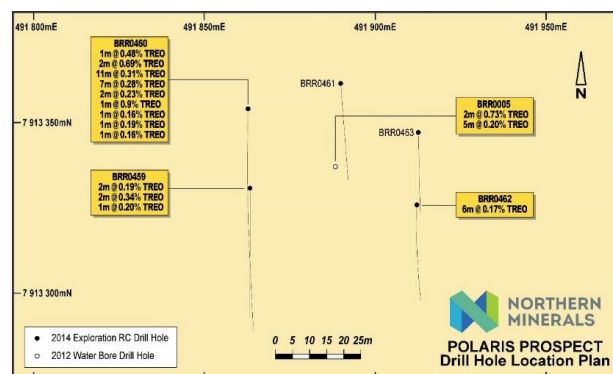 491 800mE
491 850mE
491 900mE
491 950mE
BRR0460
1m @ 0.48% TREO
2m @ 0.69% TREO
11m @ 0.31% TREO
7m @ 0.28% TREO
2m @ 0.23% TREO
1m @ 0.9% TREO
1m @ 0.16% TREO
1m @ 0.19% TREO
1m @ 0.16% TREO
BRR0461
N
BRR0005
2m @ 0.73% TREO
5m @ 0.20% TREO
7 913 350mN
BRR0463
BRR0459
2m @ 0.19% TREO
2m @ 0.34% TREO
1m @ 0.20% TREO
BRR0462
6m @ 0.17% TREO
7 913 300mN
NORTHERN
MINERALS
2014 Exploration RC Drill Hole
2012 Water Bore Drill Hole
0 5 10 15 20 25m
POLARIS PROSPECT
Drill Hole Location Plan